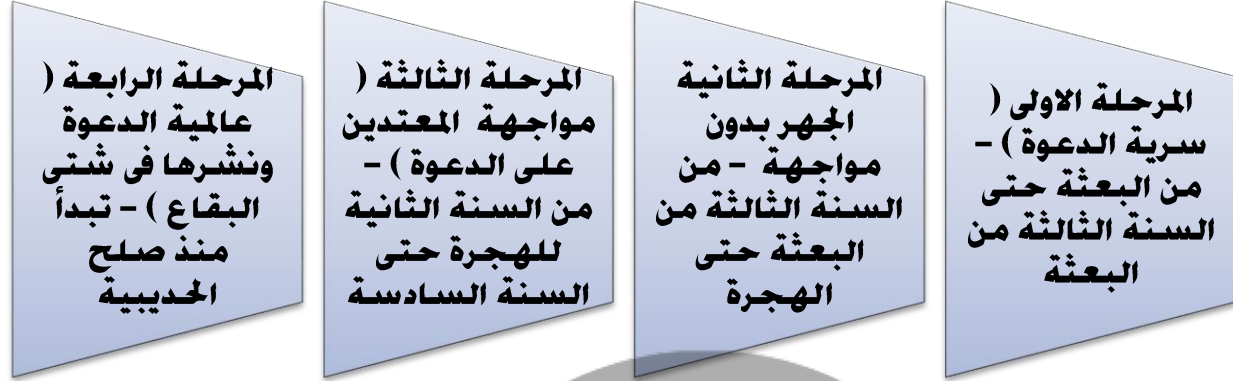 المرحلة الاولى (
سرية الدعوة ) –
من البعثة حتى
السنة الثالثة من
البعثة
المرحلة الثانية
الجهر بدون
مواجهة – من
السنة الثالثة من
البعثة حتى
الهجرة
المرحلة الثالثة (
مواجهة المعتدين
على الدعوة ) –
من السنة الثانية
للهجرة حتى
السنة السادسة
المرحلة الرابعة (
عالمية الدعوة
ونشرها فى شتى
البقاع ) – تبدأ
منذ صلح
الحديبية